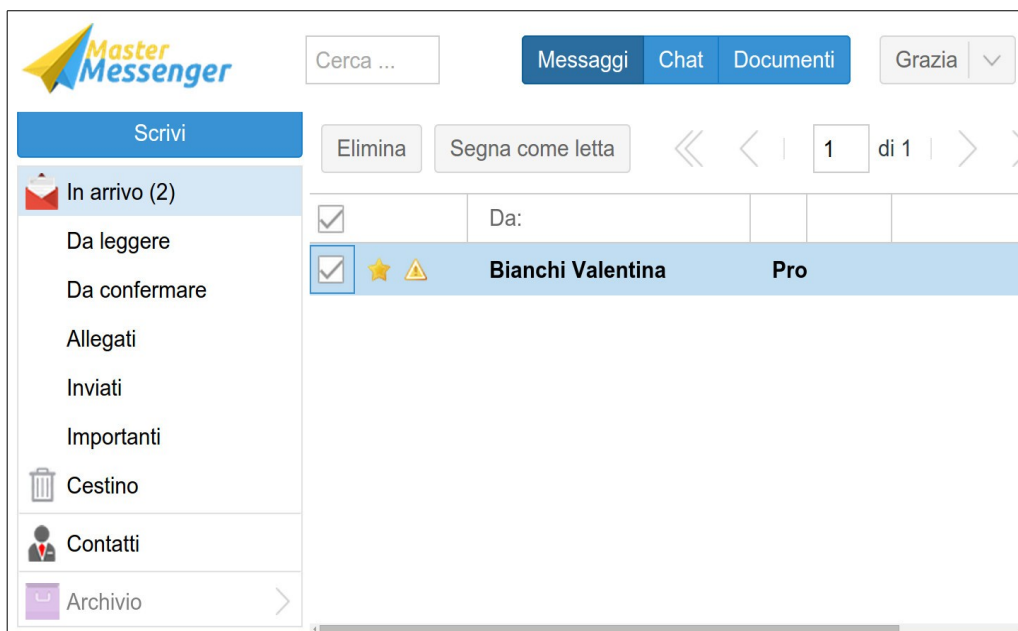 Master
Messenger
Cerca ...
Messaggi Chat Documenti
Grazia
Scrivi
Elimina Segna come letta 1 di 1
In arrivo (2)
Da:
Da leggere
Bianchi Valentina Pro
Da confermare
Allegati
Inviati
Importanti
Cestino
Contatti
Archivio